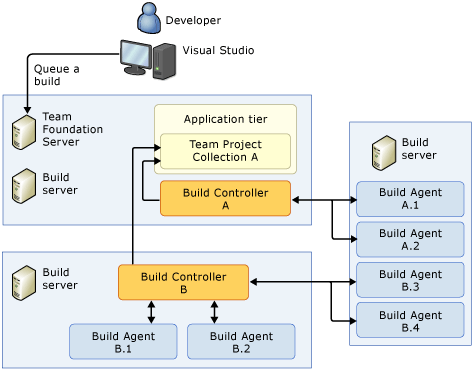 Developer
Visual Studio
Queue a
build
Team
Foundation
Server
Build
server
Application tier
Team Project
Collection A
Build Controller
A
Build
server
Build Agent
A.1
Build Agent
A.2
Build Agent
B.3
Build Agent
B.4
Build
server
Build Controller
B
Build Agent
B.1
Build Agent
B.2